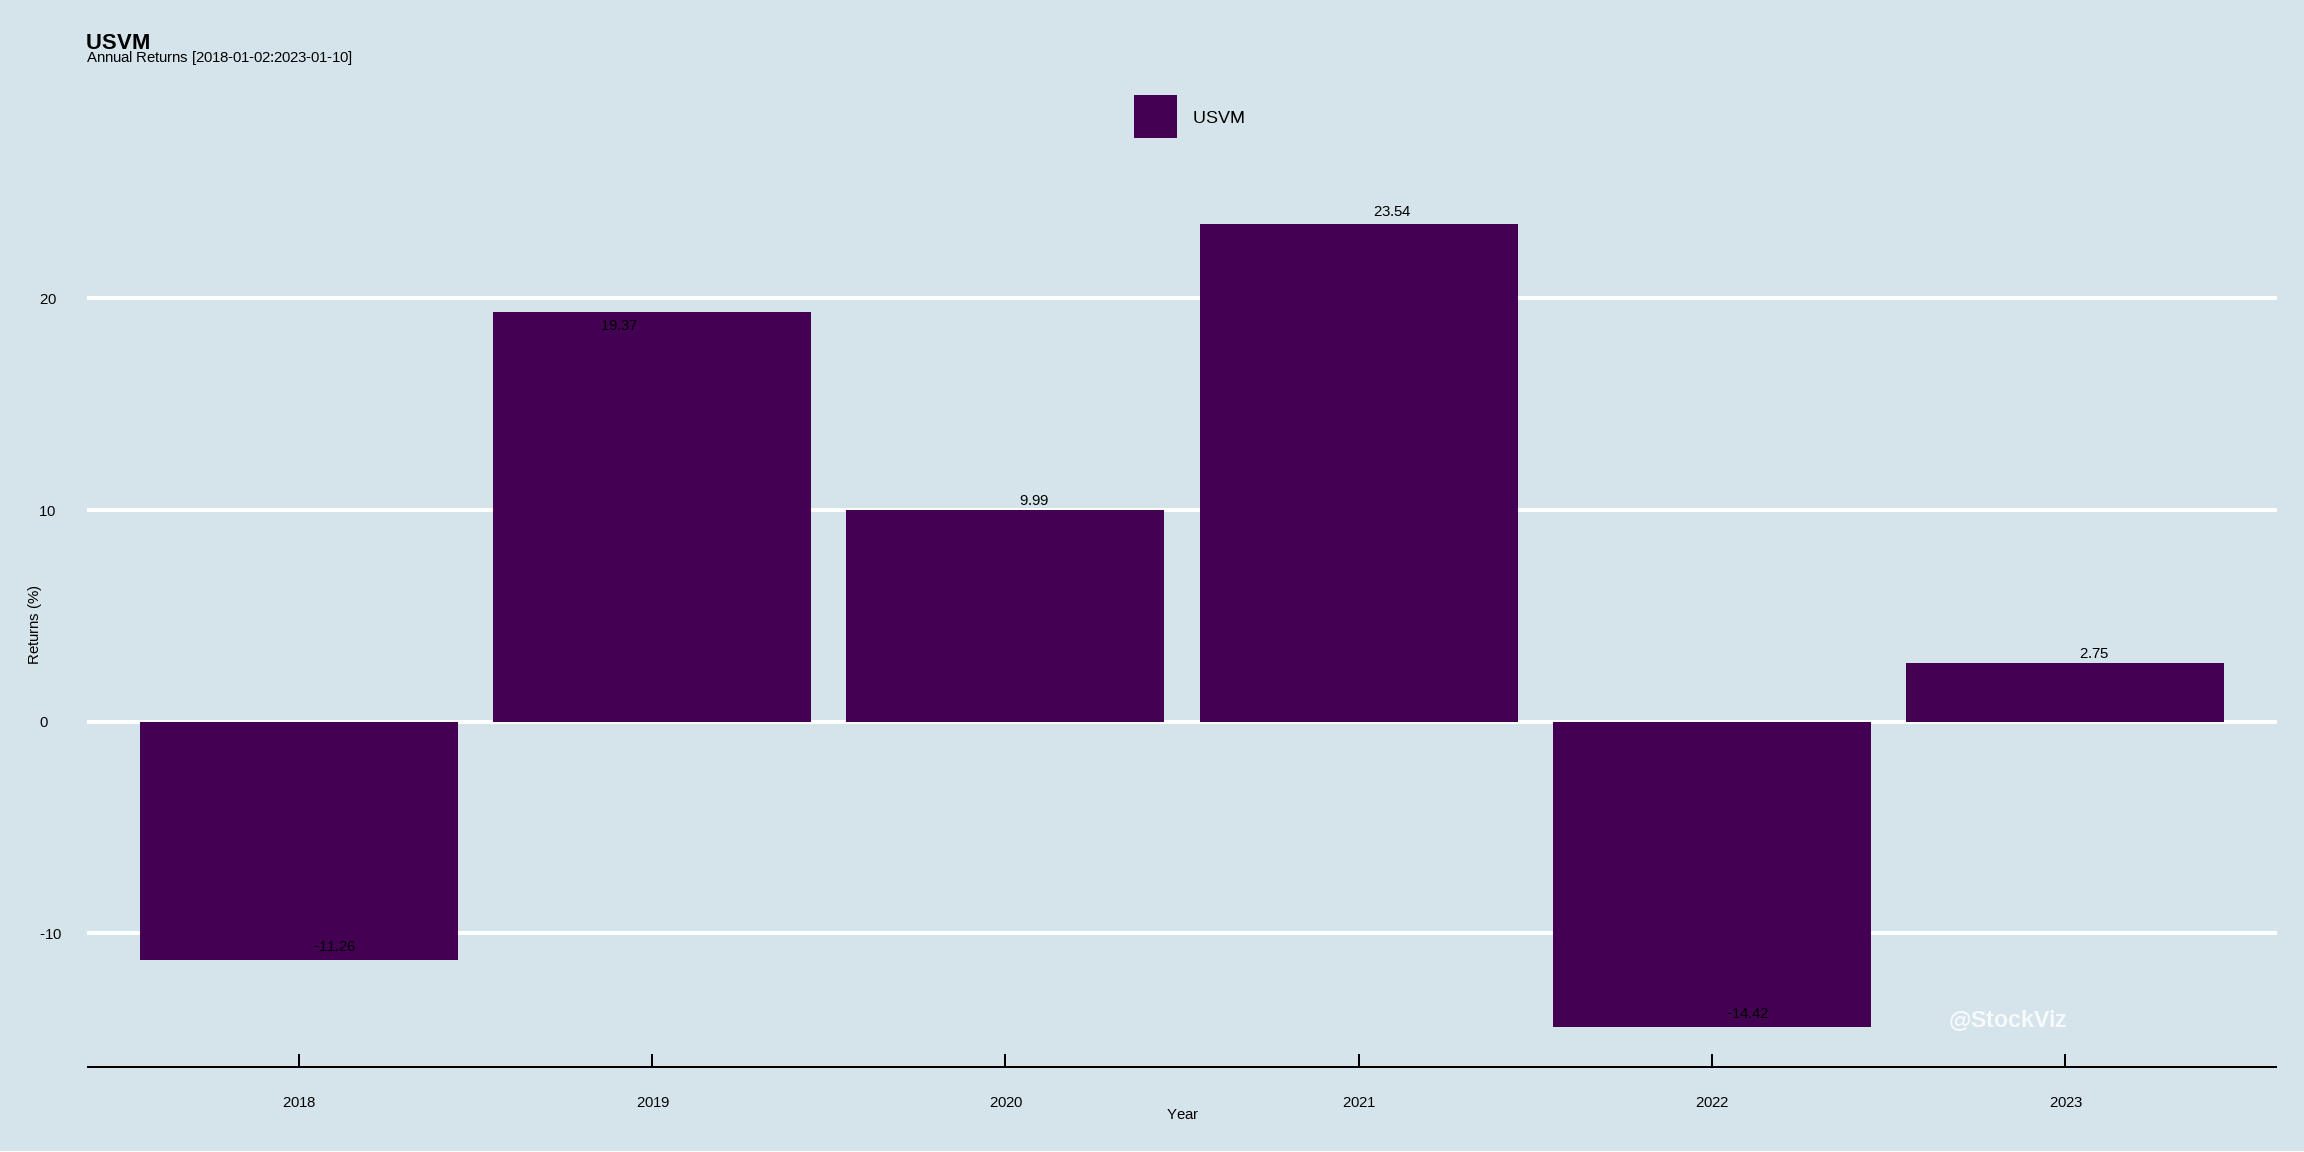 USVM
Annual Returns [2018-01-02:2023-01-10]
USVM
23.54
20
19.37
9.99
10
Returns (%)
2.75
0
-10
-11.26
-14.42
@StockViz
2018 2019 2020 2021 2022 2023
Year